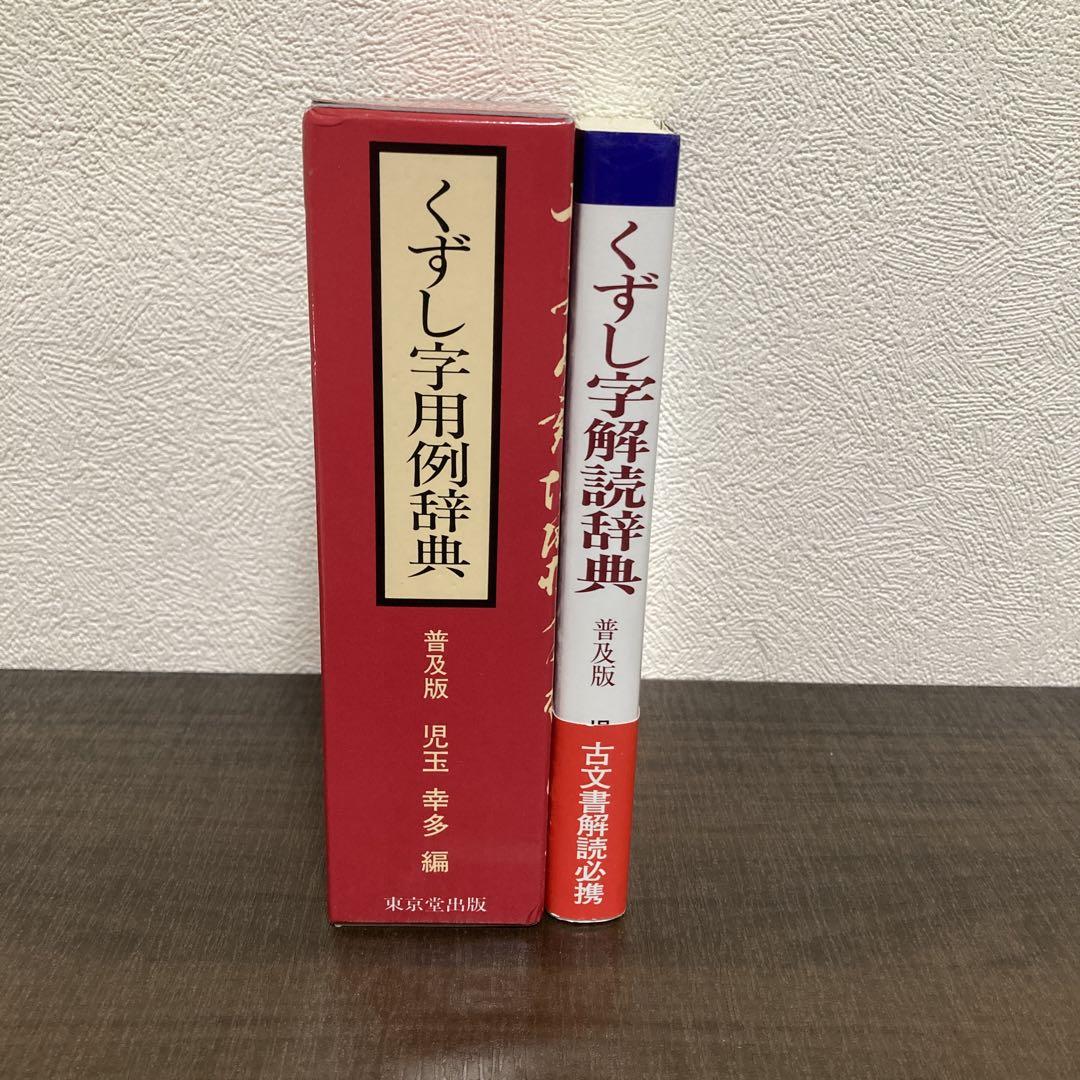 くずし字用例辞典
普及版 児玉 幸多 編
東京堂出版
くずし字解読辞典
普及版
古文書解読必携